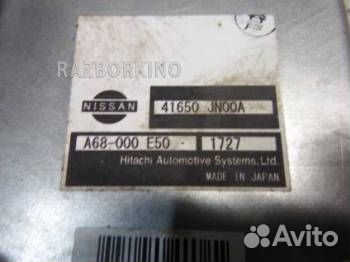 RAZBORKINO
NISSAN
41650 JN00A
A68-000 E50
1727
Hitachi Automotive Systems, Ltd.
MADE IN JAPAN
Avito